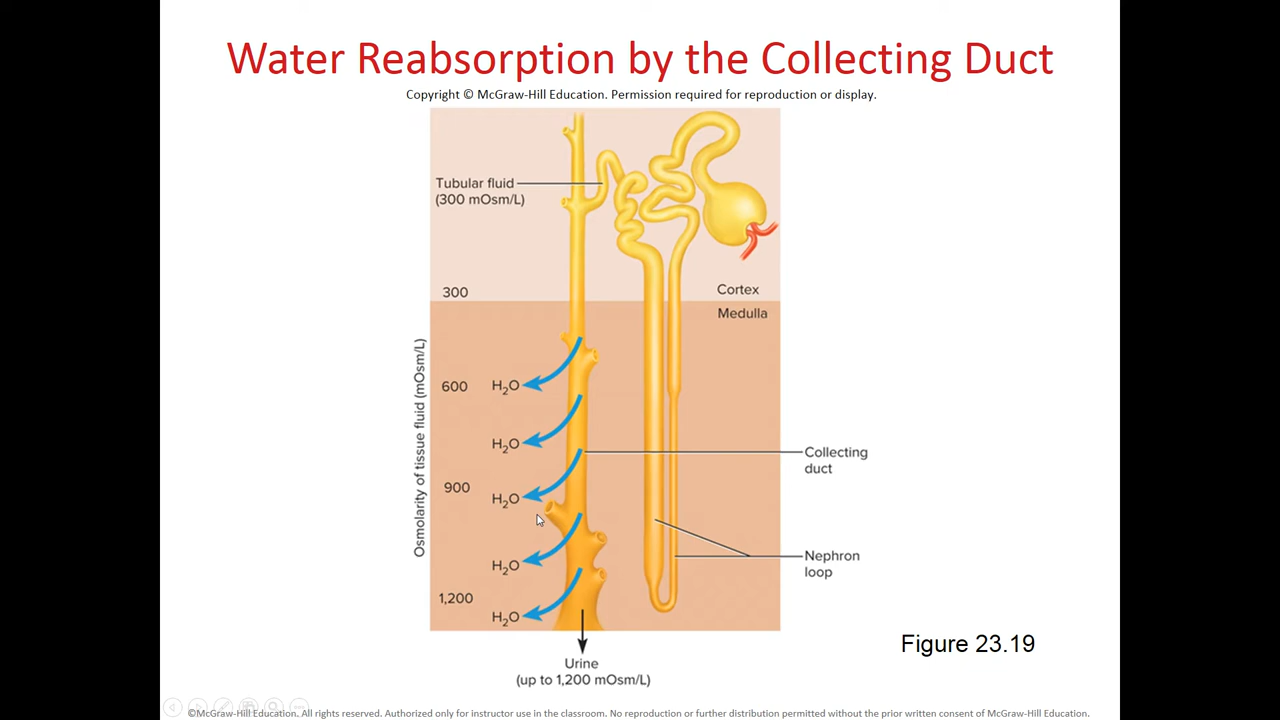 Water Reabsorption by the Collecting Duct
Copyright © McGraw-Hill Education. Permission required for reproduction or display.
Tubular fluid
(300 mOsm/L)
300
Cortex
Medulla
Osmolarity of tissue fluid (mOsm/L)
600
H₂O
H₂O
Collecting
duct
900
H₂O
Nephron
loop
H₂O
1,200
H₂O
Figure 23.19
Urine
(up to 1,200 mOsm/L)
©McGraw-Hill Education. All rights reserved. Authorized only for instructor use in the classroom. No reproduction or further distribution permitted without the prior written consent of McGraw-Hill Education.